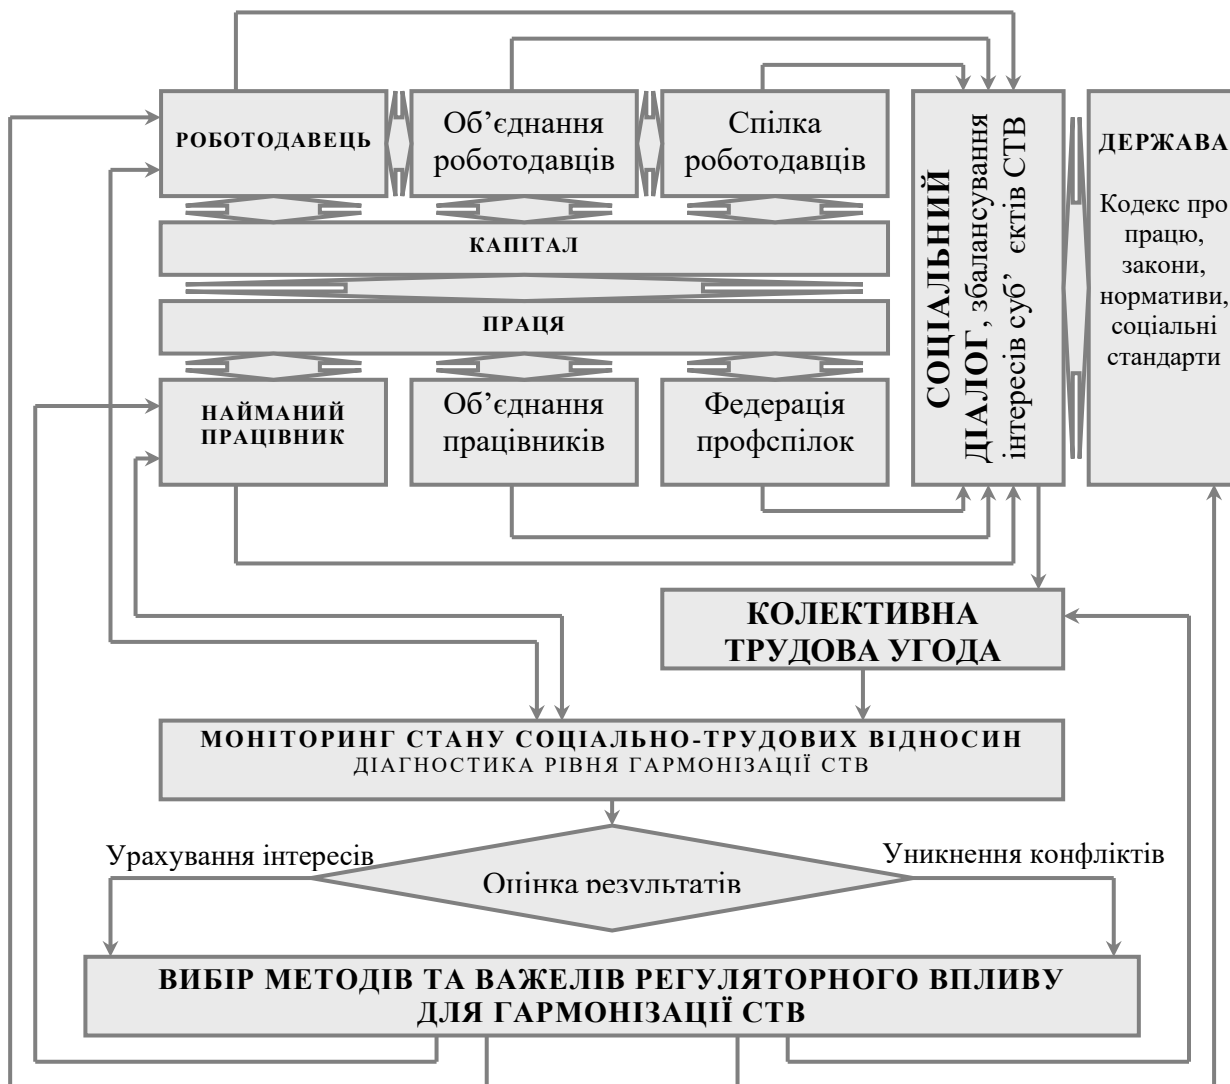 РОБОТОДАВЕЦЬ
Об’єднання
роботодавців
Спілка
роботодавців
КАПІТАЛ
ПРАЦЯ
НАЙМАНИЙ
ПРАЦІВНИК
Об’єднання
працівників
Федерація
профспілок
СОЦІАЛЬНИЙ
ДІАЛОГ, збалансування
інтересів суб’ єктів СТВ
ДЕРЖАВА
Кодекс про
працю,
закони,
нормативи,
соціальні
стандарти
КОЛЕКТИВНА
ТРУДОВА УГОДА
МОНІТОРИНГ СТАНУ СОЦІАЛЬНО-ТРУДОВИХ ВІДНОСИН
ДІАГНОСТИКА РІВНЯ ГАРМОНІЗАЦІЇ СТВ
Урахування інтересів
Уникнення конфліктів
Оцінка результатів
ВИБІР МЕТОДІВ ТА ВАЖЕЛІВ РЕГУЛЯТОРНОГО ВПЛИВУ
ДЛЯ ГАРМОНІЗАЦІЇ СТВ